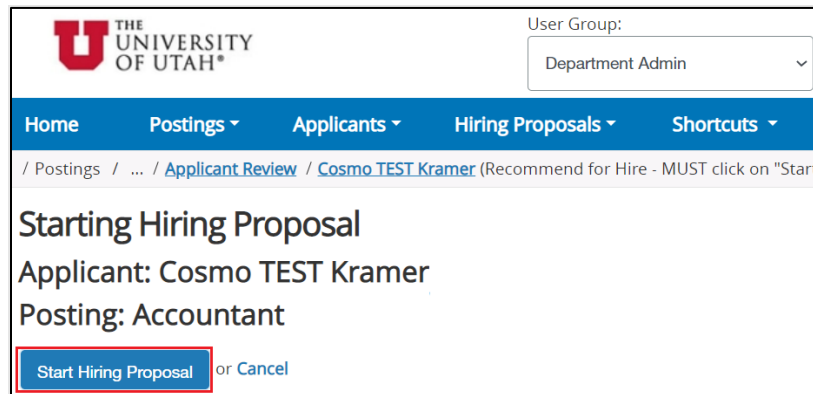 THE
UNIVERSITY
OF UTAH®
User Group:
Department Admin
Home Postings Applicants Hiring Proposals Shortcuts
/ Postings / ... / Applicant Review / Cosmo TEST Kramer (Recommend for Hire - MUST click on "Star
Starting Hiring Proposal
Applicant: Cosmo TEST Kramer
Posting: Accountant
Start Hiring Proposal or Cancel